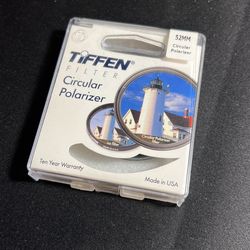 52MM
Circular
Polarizer
TIFFEN®
FILTER
Circular
Polarizer
Ten Year Warranty
Made in USA